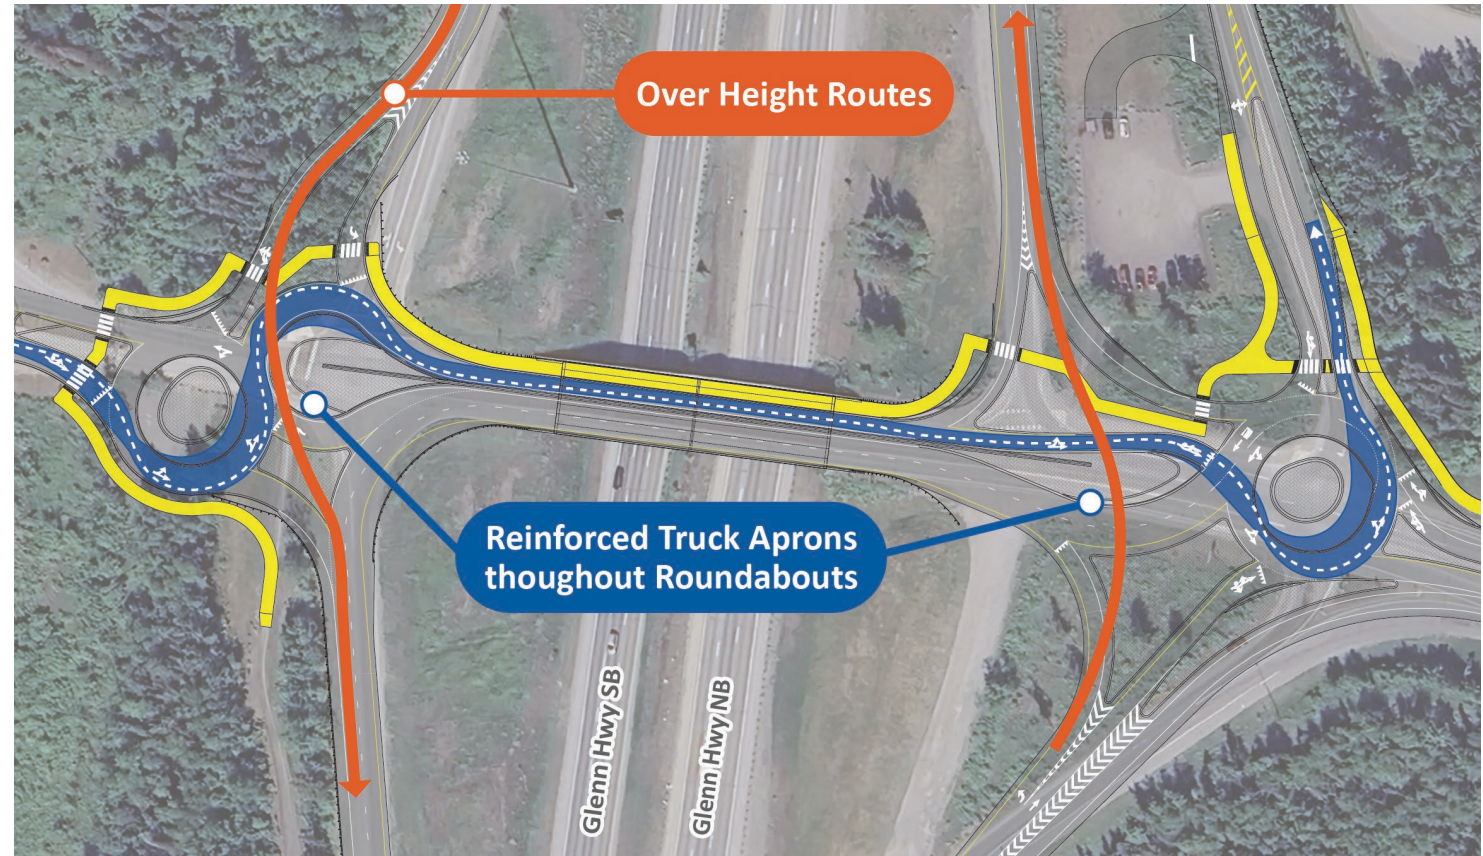 Over Height Routes
Reinforced Truck Aprons
thoughout Roundabouts
Glenn Hwy SB
Glenn Hwy NB